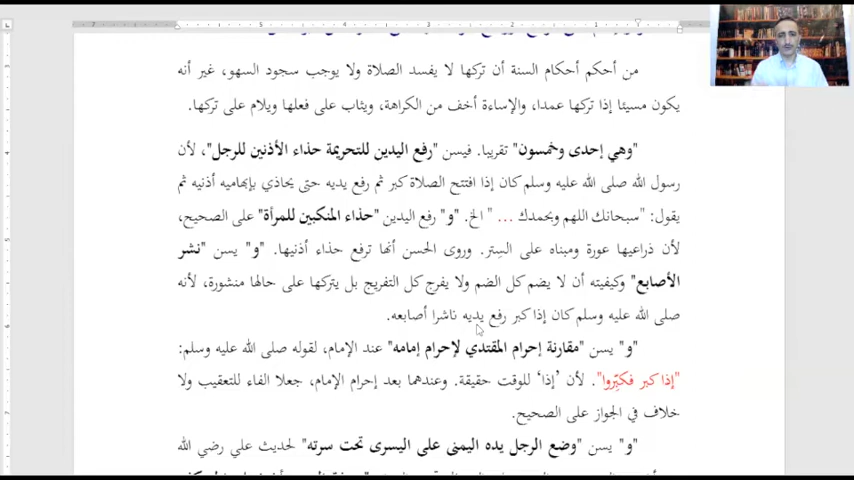 من أحكم أحكام السنة أن تركها لا يفسد الصلاة ولا يوجب سجود السهو، غير أنه
يكون مسيئا إذا تركها عمدا، والإساءة أخف من الكراهة، ويثاب على فعلها ويلام على تركها.
"وهي إحدى وخمسون" تقريبا. فيسن "رفع اليدين للتحريمة حذاء الأذنين للرجل"، لأن
رسول الله صلى الله عليه وسلم كان إذا افتتح الصلاة كبر ثم رفع يديه حتى يحاذي بإبهاميه أذنيه ثم
يقول: "سبحانك اللهم وبحمدك ... " الخ. "و" رفع اليدين "حذاء المنكبين للمرأة" على الصحيح،
لأن ذراعيها عورة ومبناه على السِتر. وروى الحسن أنها ترفع حذاء أذنيها. "و" يسن "نشر
الأصابع" وكيفيته أن لا يضم كل الضم ولا يفرج كل التفريج بل يتركها على حالها منشورة، لأنه
صلى الله عليه وسلم كان إذا كبر رفع يديه ناشرا أصابعه.
"و" يسن "مقارنة إحرام المقتدي لإحرام إمامه" عند الإمام، لقوله صلى الله عليه وسلم:
"إذا كبر فكبِّروا". لأن 'إذا' للوقت حقيقة. وعندهما بعد إحرام الإمام، جعلا الفاء للتعقيب ولا
خلاف في الجواز على الصحيح.
"و" يسن "وضع الرجل يده اليمنى على اليسرى تحت سرته" لحديث علي رضي الله